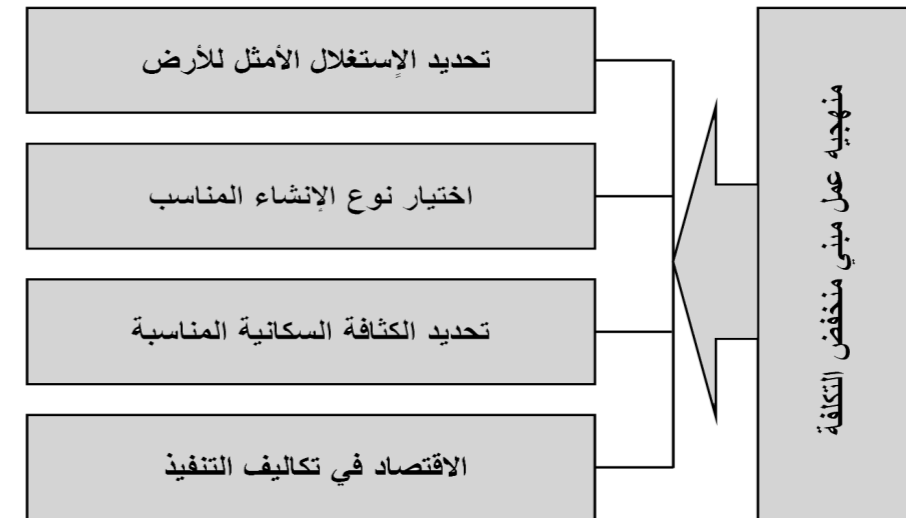 منهجيه عمل مبني منخفض التكلفة
تحديد الإستغلال الأمثل للأرض
اختيار نوع الإنشاء المناسب
تحديد الكثافة السكانية المناسبة
الاقتصاد في تكاليف التنفيذ